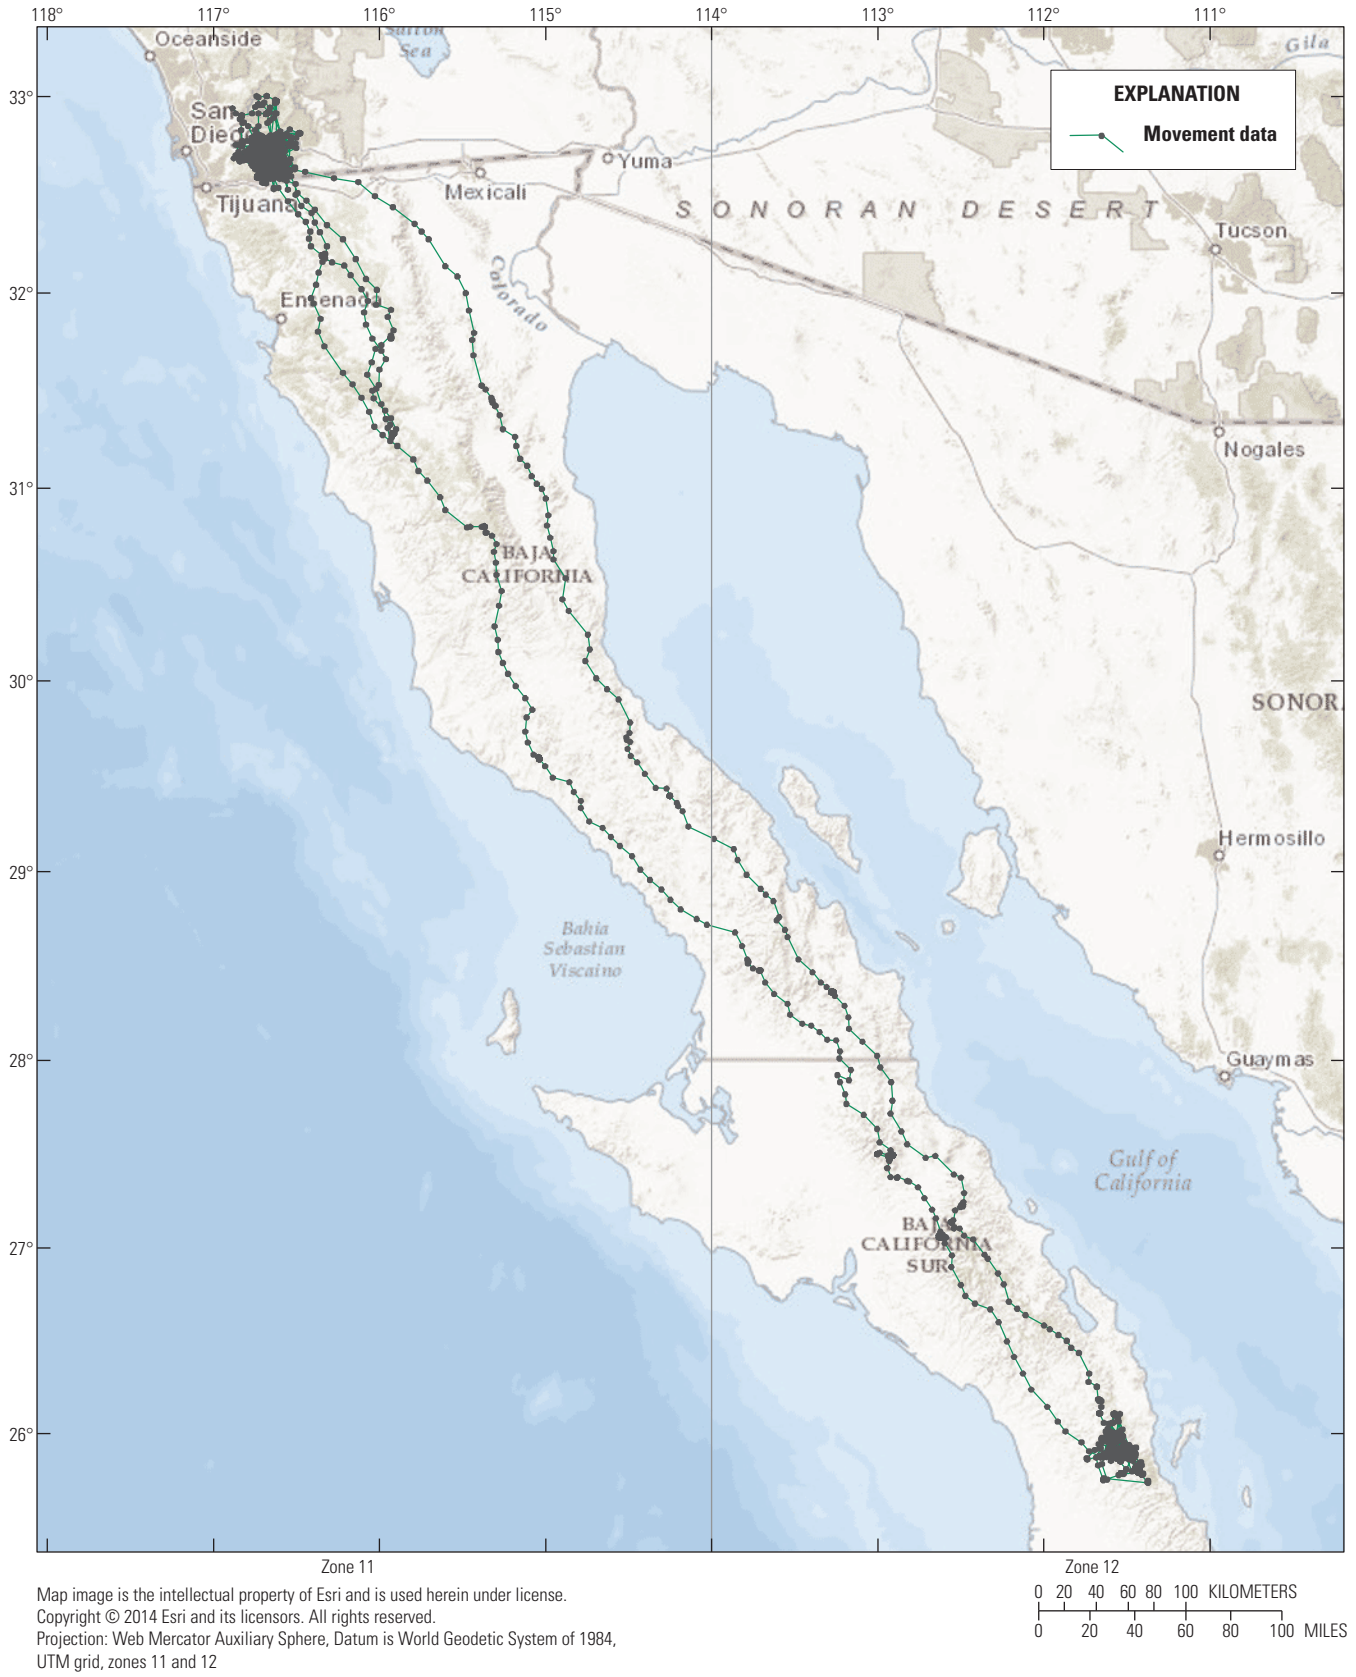 118° 117° 116° 115° 114° 113° 112° 111°
Oceanside
Salton
Sea
Gila
33°
San
Diego
EXPLANATION
Movement data
Yuma
Mexicali
Tijuana
SONORAN DESERT
Tucson
32°
Ensenada
Colorado
Nogales
31°
BAJA
CALIFORNIA
30°
SONOR
Hermosillo
29°
Bahia
Sebastian
Viscaino
28°
Guaymas
Gulf of
California
27°
BAJA
CALIFORNIA
SUR
26°
Zone 11
Zone 12
Map image is the intellectual property of Esri and is used herein under license.
Copyright © 2014 Esri and its licensors. All rights reserved.
Projection: Web Mercator Auxiliary Sphere, Datum is World Geodetic System of 1984,
UTM grid, zones 11 and 12
0 20 40 60 80 100 KILOMETERS
0 20 40 60 80 100 MILES